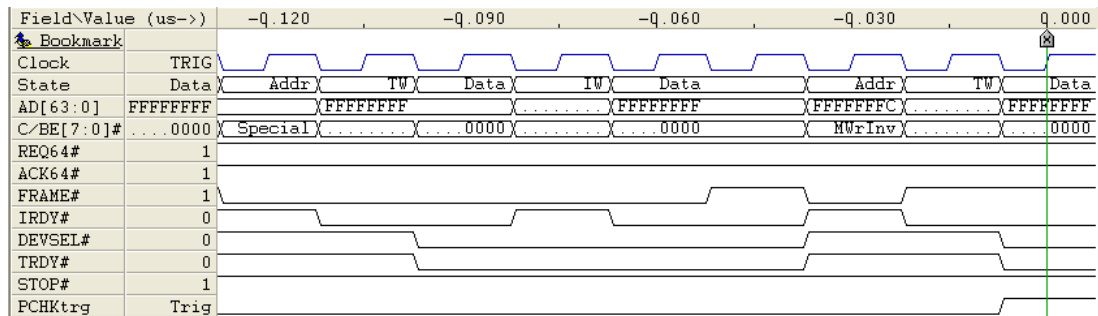 Field\Value (us->) -0.120 -0.090 -0.060 -0.030 0.000
Bookmark
Clock TRIG
State Data Addr TW Data IW Data Addr TW Data
AD[63:0] FFFFFFFF FFFFFFFF ........ FFFFFFFF FFFFFFFC ........ FFFFFFFF
C/BE[7:0]# ....0000 Special ........ ....0000 ........ ....0000 MWrInv ........ ....0000
REQ64# 1
ACK64# 1
FRAME# 1
IRDY# 0
DEVSEL# 0
TRDY# 0
STOP# 1
PCHKtrg Trig